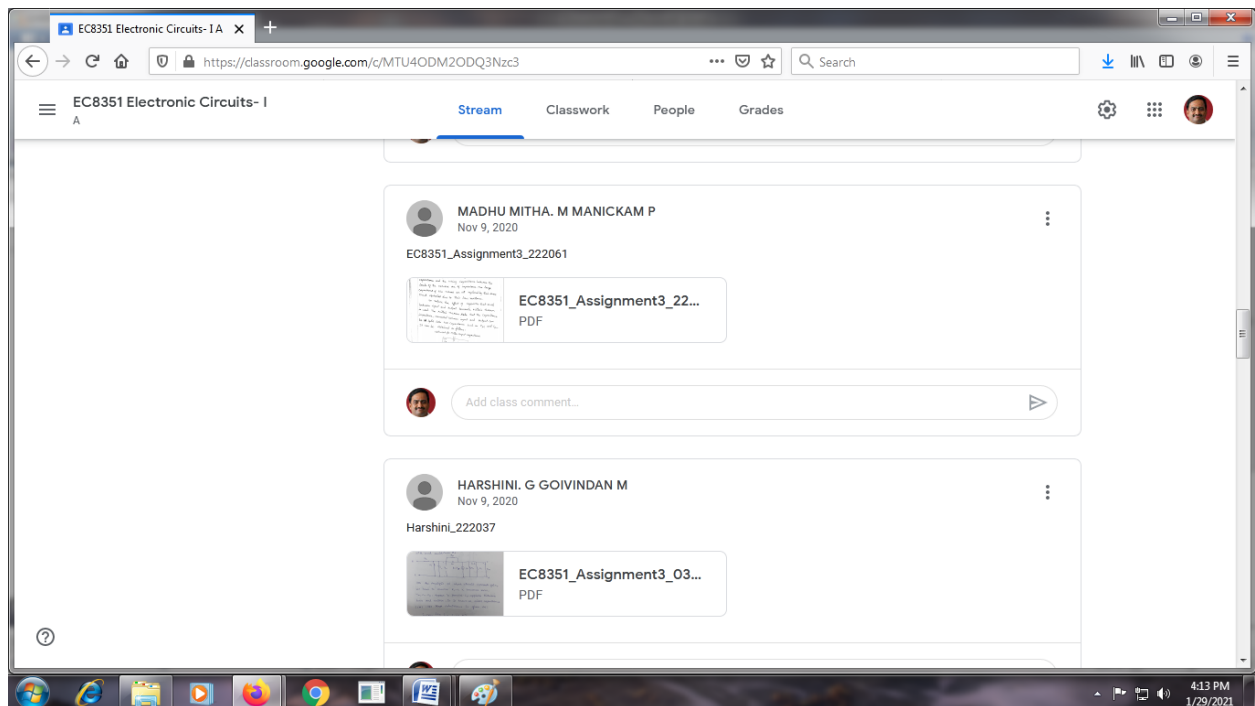 EC8351 Electronic Circuits- I A
https://classroom.google.com/c/MTU4ODM2ODQ3Nzc3
Search
EC8351 Electronic Circuits- I
A
Stream
Classwork
People
Grades
MADHU MITHA. M MANICKAM P
Nov 9, 2020
EC8351_Assignment3_222061
EC8351_Assignment3_22...
PDF
Add class comment...
HARSHINI. G GOIVINDAN M
Nov 9, 2020
Harshini_222037
EC8351_Assignment3_03...
PDF
4:13 PM
1/29/2021